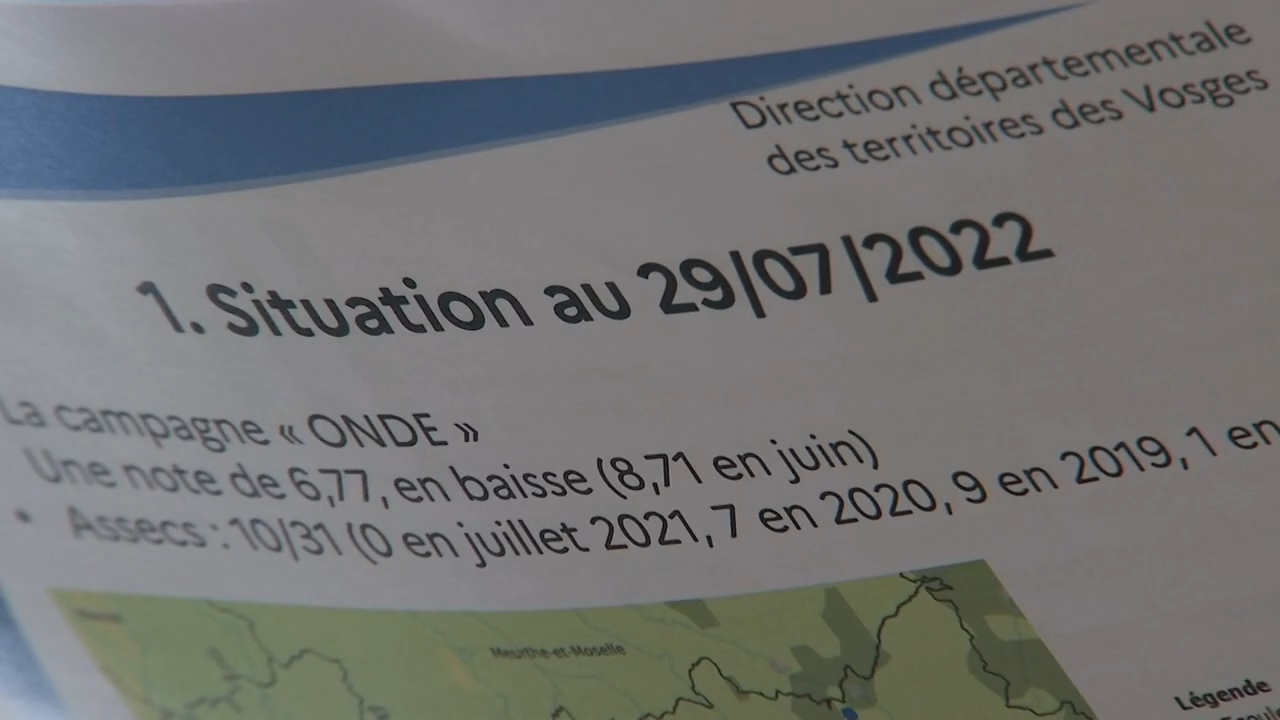 Direction départementale
des territoires des Vosges
1. Situation au 29|07|2022
La campagne « ONDE »
Une note de 6,77, en baisse (8,71 en juin)
• Assecs : 10/31 (0 en juillet 2021, 7 en 2020, 9 en 2019, 1 en
Meurthe-et-Moselle
Légende